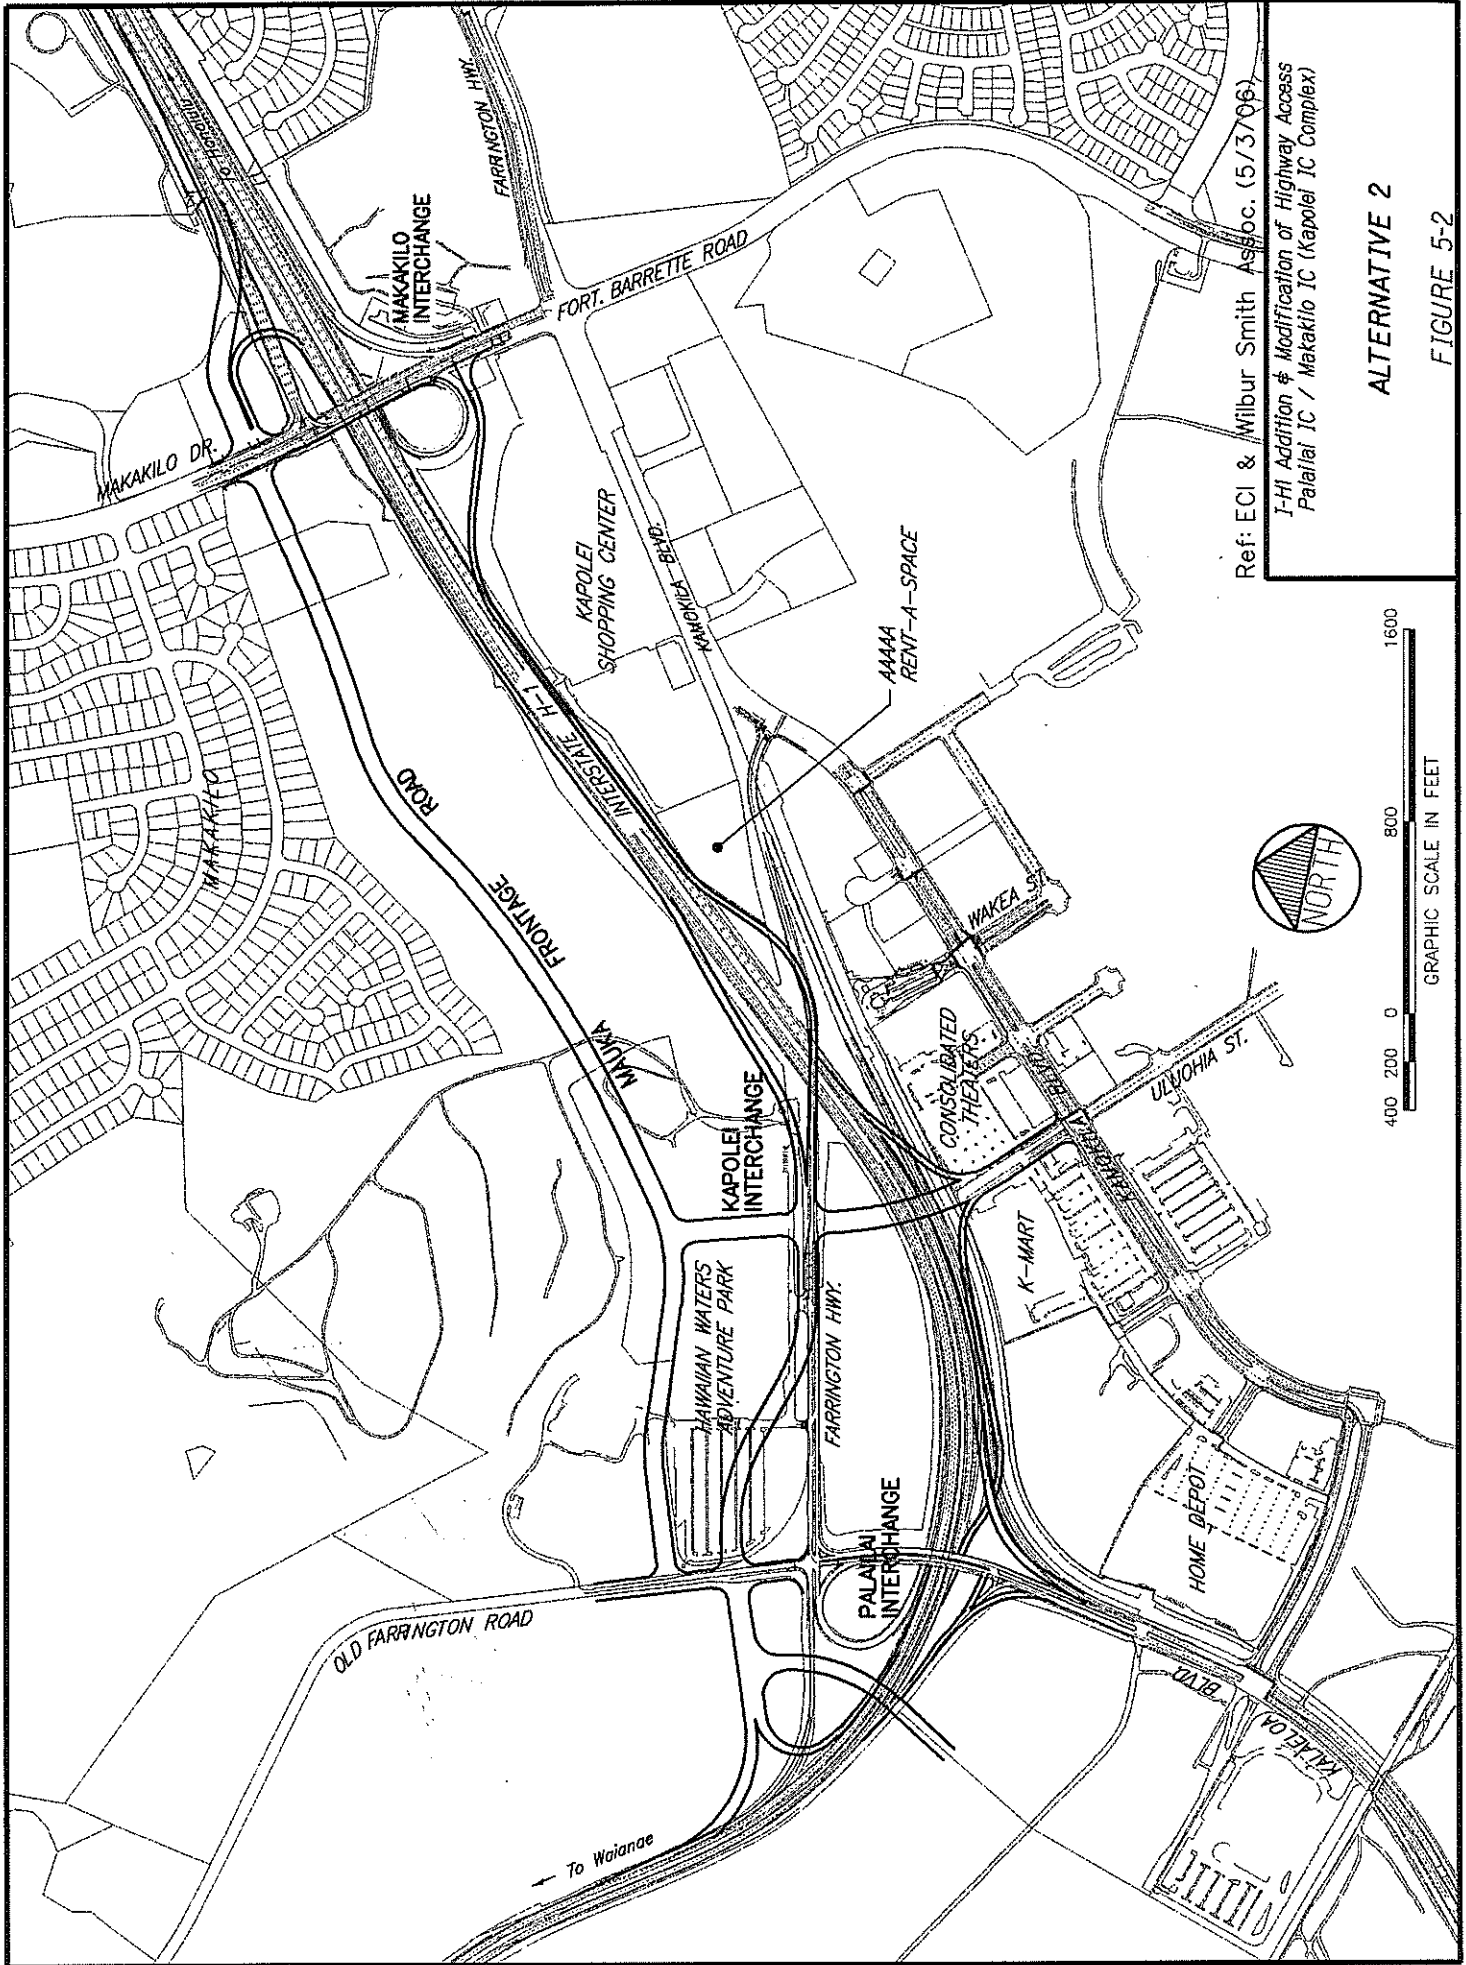 To Honolulu
FARRINGTON HWY.
MAKAKILO
INTERCHANGE
MAKAKILO DR.
FORT. BARRETTE ROAD
KAPOLEI
SHOPPING CENTER
KAMOKILA BLVD.
INTERSTATE H-1
AAAAA
RENT-A-SPACE
MAKAKILO
MAUKA FRONTAGE ROAD
WAKEA ST.
KAPOLEI
INTERCHANGE
CONSOLIDATED
THEATERS
KAMOKILA BLVD.
ULUOHIA ST.
HAWAIIAN WATERS
ADVENTURE PARK
FARRINGTON HWY.
K-MART
PALAILAI
INTERCHANGE
HOME DEPOT
OLD FARRINGTON ROAD
KALAELOA BLVD.
To Waianae
NORTH
400 200 0 800 1600
GRAPHIC SCALE IN FEET
Ref: ECI & Wilbur Smith Assoc. (5/3/06)
I-H1 Addition & Modification of Highway Access
Palailai IC / Makakilo IC (Kapolei IC Complex)
ALTERNATIVE 2
FIGURE 5-2